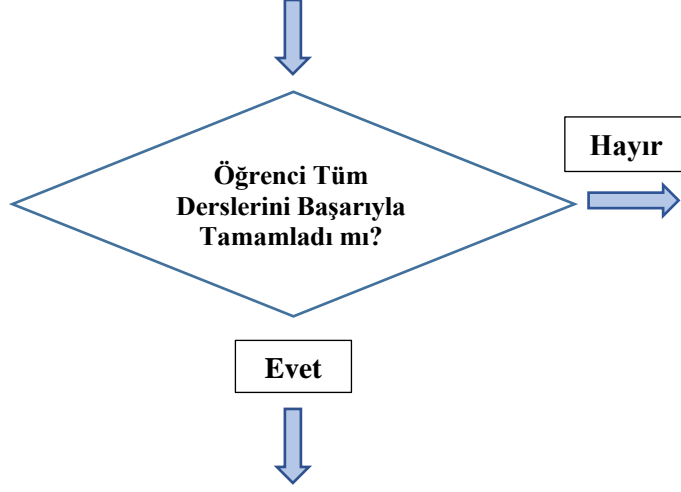 Hayır
Öğrenci Tüm
Derslerini Başarıyla
Tamamladı mı?
Evet